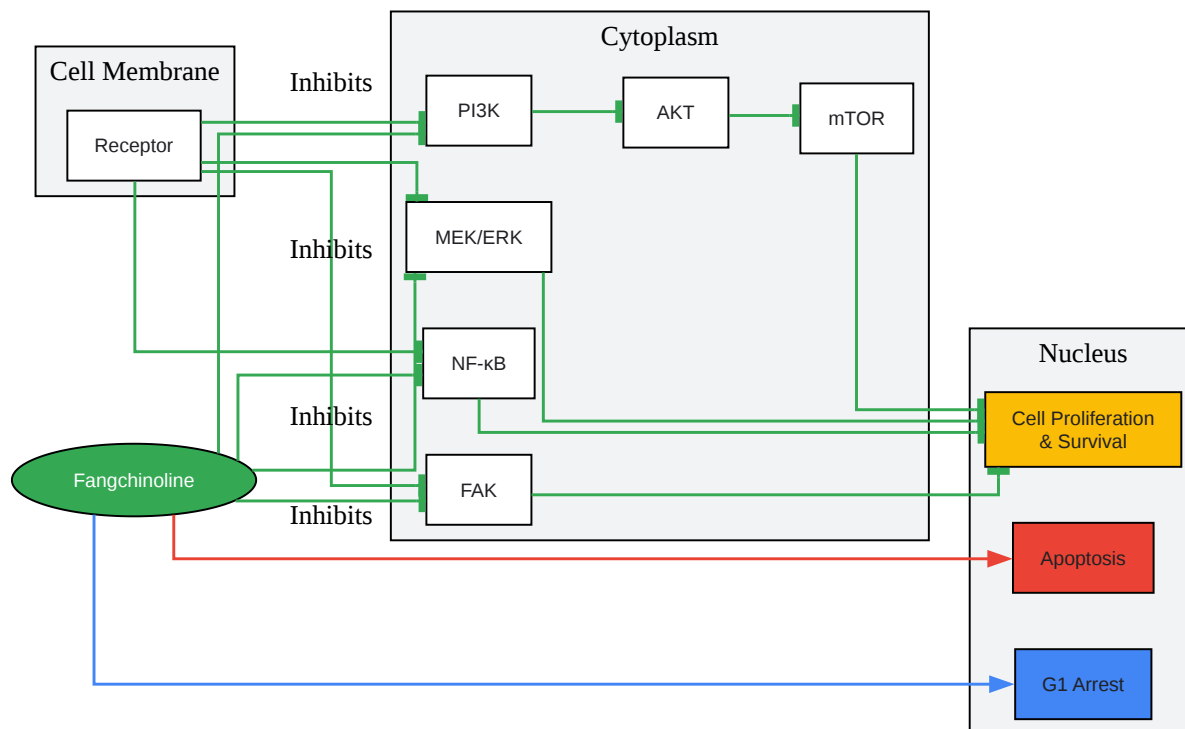 Cell Membrane
Receptor
Inhibits
Inhibits
Inhibits
Inhibits
Fangchinoline
Cytoplasm
PI3K
AKT
mTOR
MEK/ERK
NF-κB
FAK
Nucleus
Cell Proliferation
& Survival
Apoptosis
G1 Arrest